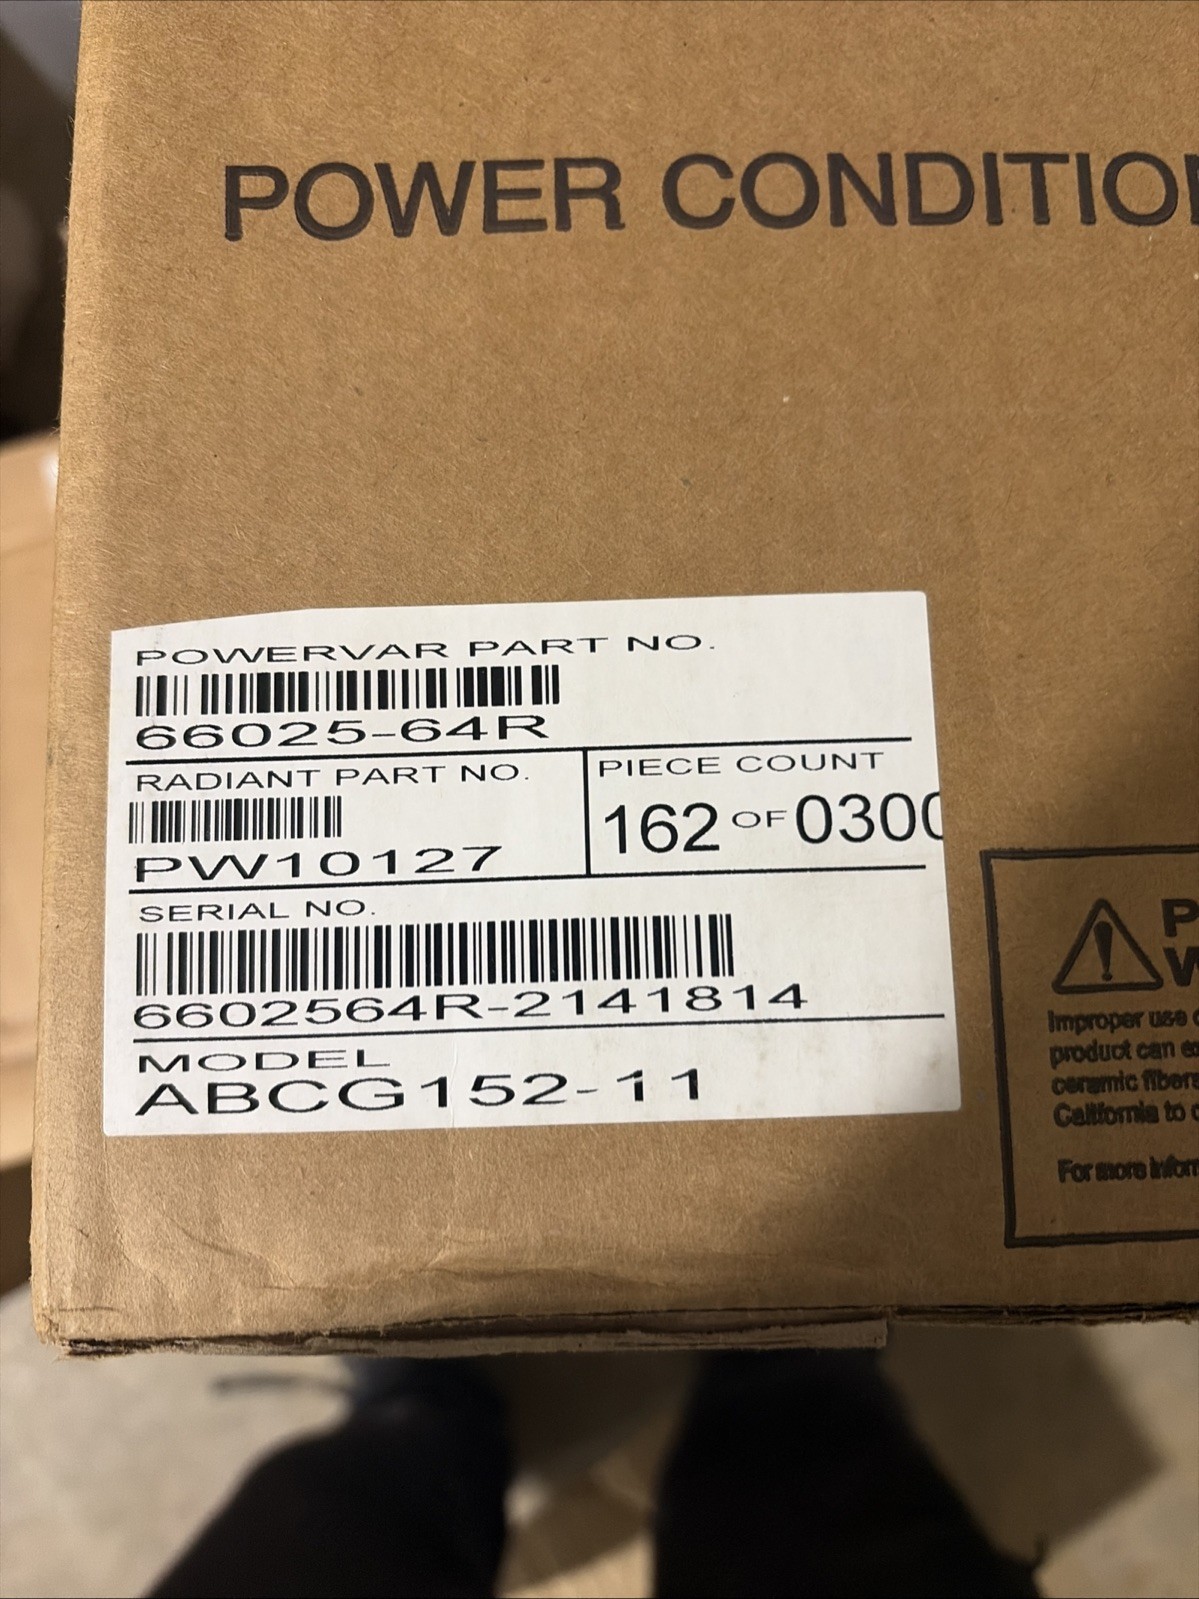 POWER CONDITIO
POWERVAR PART NO.
66025-64R
RADIANT PART NO.
PW10127
PIECE COUNT
162 OF 0300
SERIAL NO.
6602564R-2141814
MODEL
ABCG152-11
Improper use
product can
ceramic fibers
California to
For more